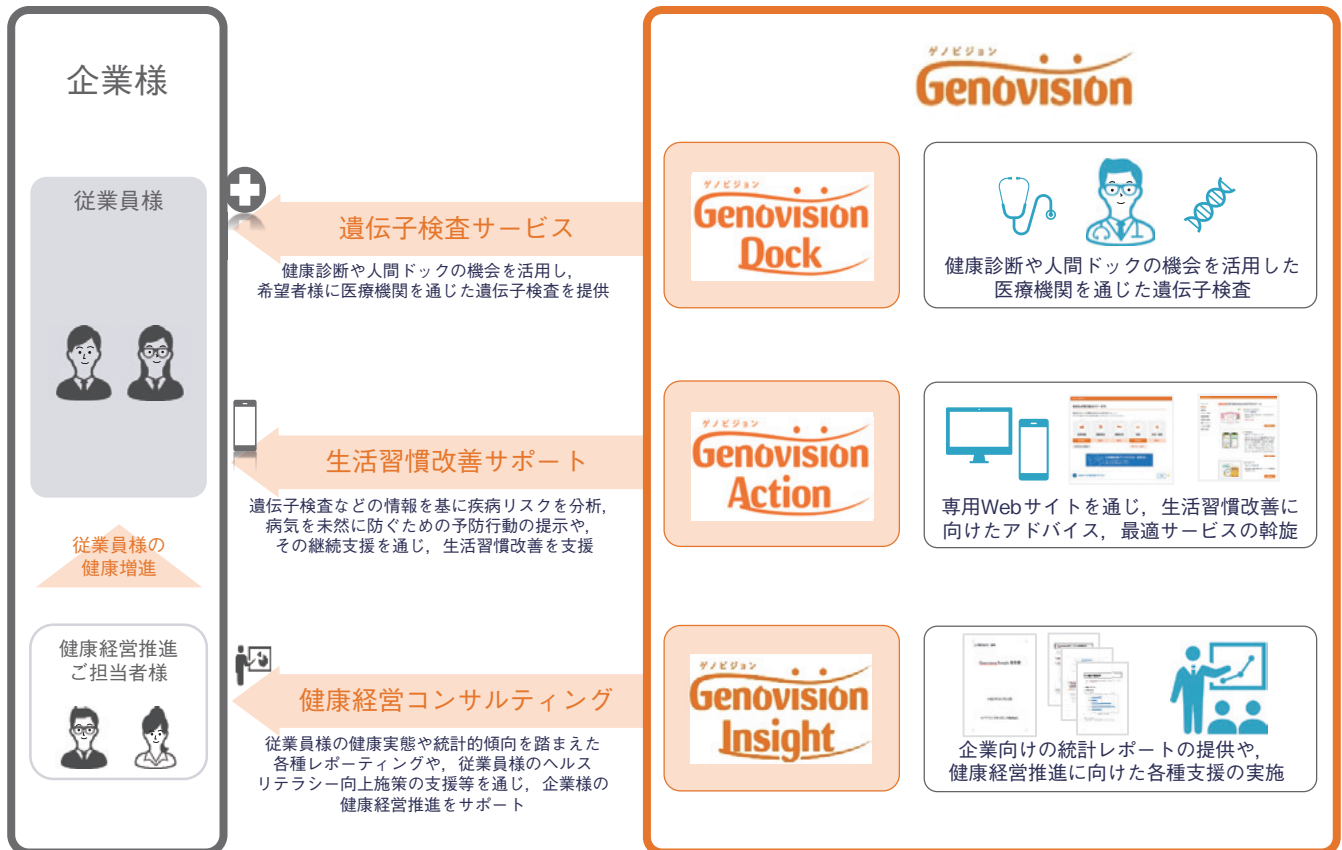 企業様
従業員様
従業員様の
健康増進
健康経営推進
ご担当者様
遺伝子検査サービス
健康診断や人間ドックの機会を活用し，
希望者様に医療機関を通じた遺伝子検査を提供
生活習慣改善サポート
遺伝子検査などの情報を基に疾病リスクを分析，
病気を未然に防ぐための予防行動の提示や，
その継続支援を通じ，生活習慣改善を支援
健康経営コンサルティング
従業員様の健康実態や統計的傾向を踏まえた
各種レポーティングや，従業員様のヘルス
リテラシー向上施策の支援等を通じ，企業様の
健康経営推進をサポート
ゲノビジョン
Genovision
ゲノビジョン
Genovision
Dock
健康診断や人間ドックの機会を活用した
医療機関を通じた遺伝子検査
ゲノビジョン
Genovision
Action
専用Webサイトを通じ，生活習慣改善に
向けたアドバイス，最適サービスの斡旋
ゲノビジョン
Genovision
Insight
企業向けの統計レポートの提供や，
健康経営推進に向けた各種支援の実施